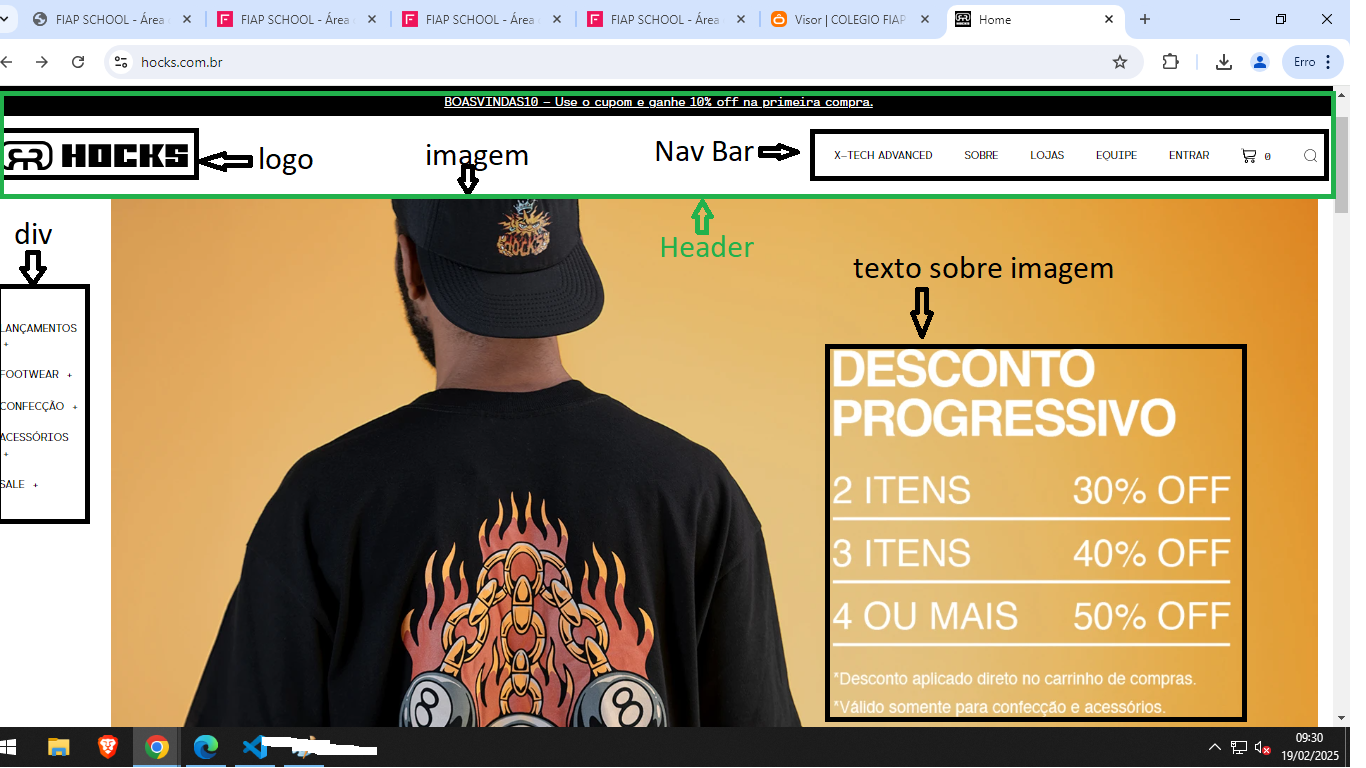 FIAP SCHOOL - Área
FIAP SCHOOL - Área
FIAP SCHOOL - Área
FIAP SCHOOL - Área
Visor | COLEGIO FIAP
Home
hocks.com.br
Erro
BOASVINDAS10 - Use o cupom e ganhe 10% off na primeira compra.
HOCKS
logo
imagem
Nav Bar
X-TECH ADVANCED
SOBRE
LOJAS
EQUIPE
ENTRAR
0
Header
div
texto sobre imagem
LANÇAMENTOS
+
FOOTWEAR +
CONFECÇÃO +
ACESSÓRIOS
+
SALE +
HOCKS
DESCONTO
PROGRESSIVO
2 ITENS 30% OFF
3 ITENS 40% OFF
4 OU MAIS 50% OFF
*Desconto aplicado direto no carrinho de compras.
*Válido somente para confecção e acessórios.
8
8
09:30
19/02/2025